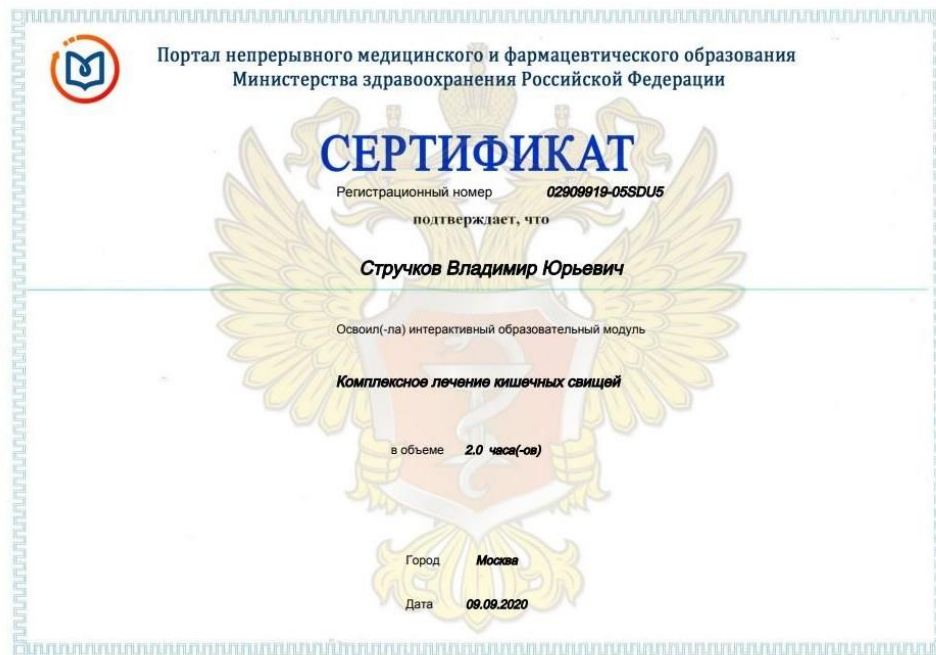 Портал непрерывного медицинского и фармацевтического образования
Министерства здравоохранения Российской Федерации
СЕРТИФИКАТ
Регистрационный номер 02909919-05SDU5
подтверждает, что
Стручков Владимир Юрьевич
Освоил(-ла) интерактивный образовательный модуль
Комплексное лечение кишечных свищей
в объеме 2.0 часа(-ов)
Город Москва
Дата 09.09.2020